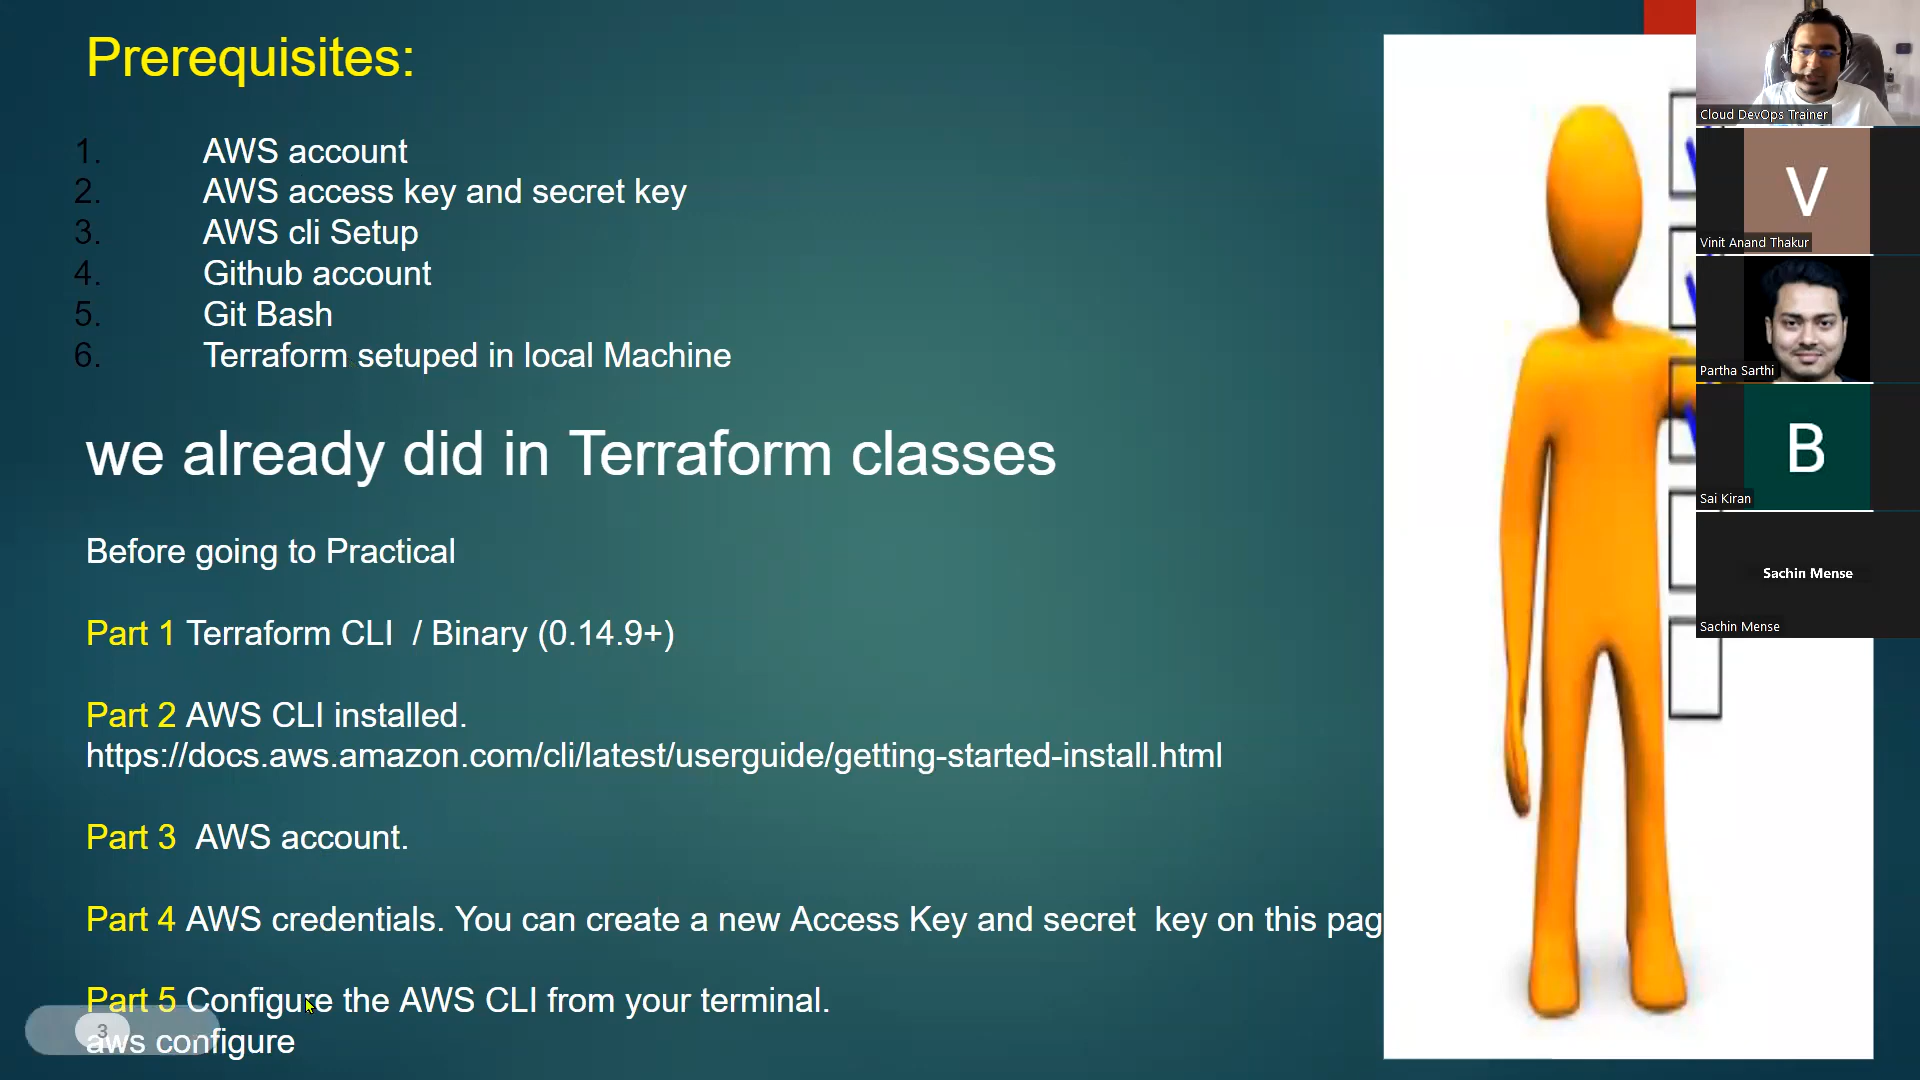 Prerequisites:
1. AWS account
2. AWS access key and secret key
3. AWS cli Setup
4. Github account
5. Git Bash
6. Terraform setuped in local Machine
we already did in Terraform classes
Before going to Practical
Part 1 Terraform CLI / Binary (0.14.9+)
Part 2 AWS CLI installed.
https://docs.aws.amazon.com/cli/latest/userguide/getting-started-install.html
Part 3 AWS account.
Part 4 AWS credentials. You can create a new Access Key and secret key on this pag
Part 5 Configure the AWS CLI from your terminal.
aws configure
3
Cloud DevOps Trainer
V
Vinit Anand Thakur
Partha Sarthi
B
Sai Kiran
Sachin Mense
Sachin Mense